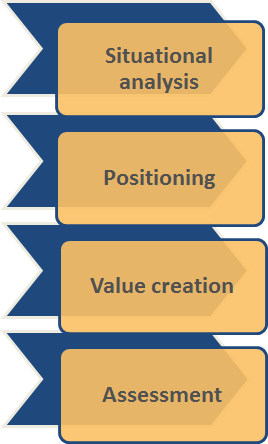 Situational
analysis
Positioning
Value creation
Assessment